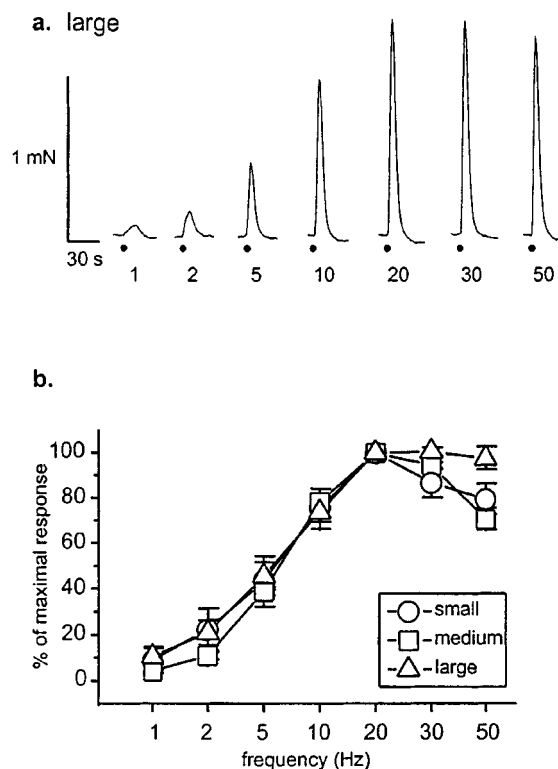 a. large
1 mN
30 s
1 2 5 10 20 30 50
b.
% of maximal response
100
80
60
40
20
0
small
medium
large
1 2 5 10 20 30 50
frequency (Hz)